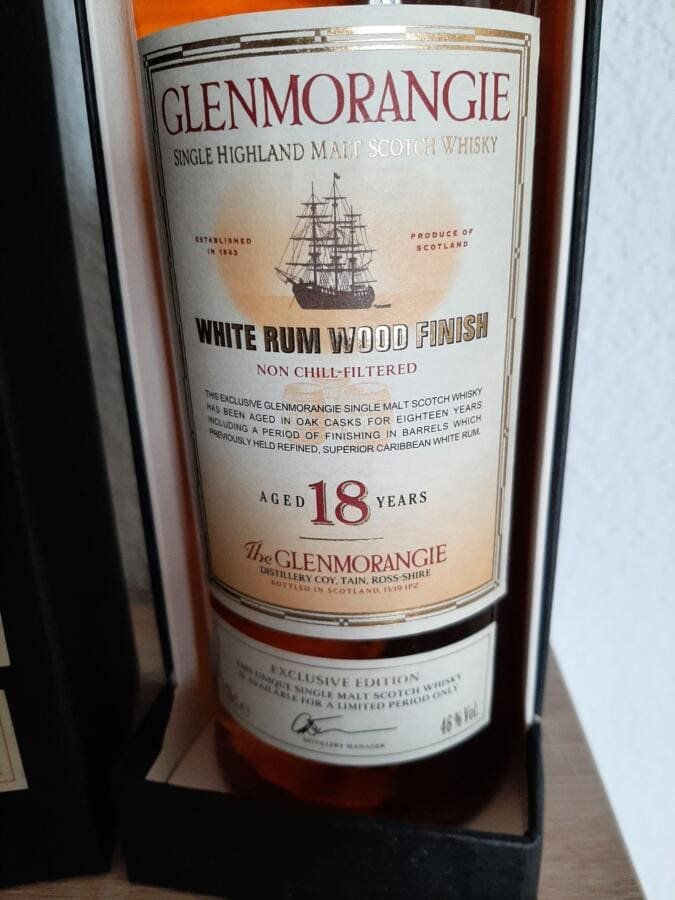 GLENMORANGIE
SINGLE HIGHLAND MALT SCOTCH WHISKY
ESTABLISHED
IN 1843
PRODUCE OF
SCOTLAND
WHITE RUM WOOD FINISH
NON CHILL-FILTERED
THIS EXCLUSIVE GLENMORANGIE SINGLE MALT SCOTCH WHISKY
HAS BEEN AGED IN OAK CASKS FOR EIGHTEEN YEARS
INCLUDING A PERIOD OF FINISHING IN BARRELS WHICH
PREVIOUSLY HELD REFINED, SUPERIOR CARIBBEAN WHITE RUM.
AGED 18 YEARS
The GLENMORANGIE
DISTILLERY COY, TAIN, ROSS-SHIRE
BOTTLED IN SCOTLAND, IV19 1PZ
EXCLUSIVE EDITION
THIS UNIQUE SINGLE MALT SCOTCH WHISKY
IS AVAILABLE FOR A LIMITED PERIOD ONLY
46 % Vol.
DISTILLERY MANAGER